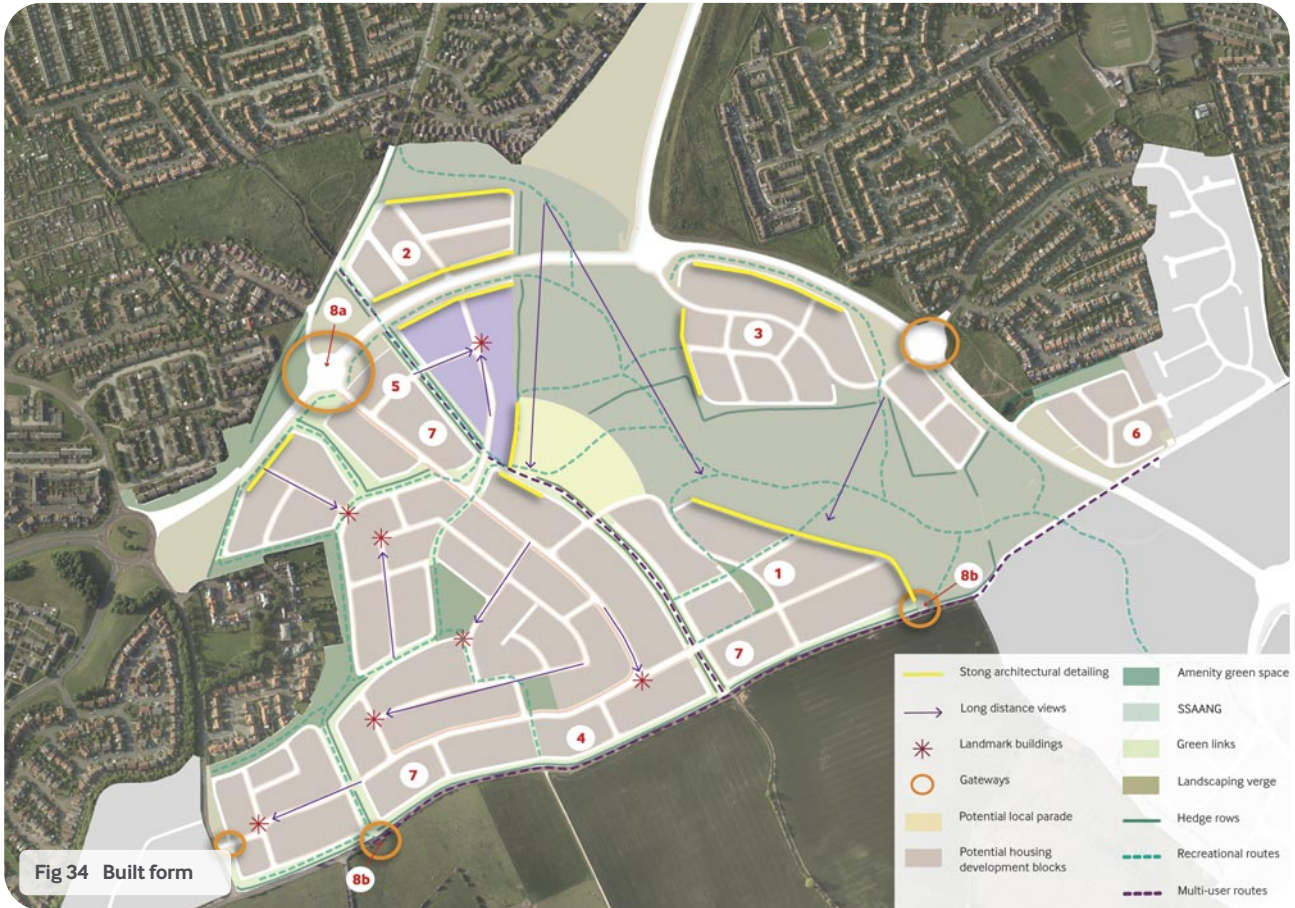 2
8a
3
5
7
6
1
8b
7
4
7
8b
Stong architectural detailing
Long distance views
Landmark buildings
Gateways
Potential local parade
Potential housing
development blocks
Amenity green space
SSAANG
Green links
Landscaping verge
Hedge rows
Recreational routes
Multi-user routes
Fig 34 Built form